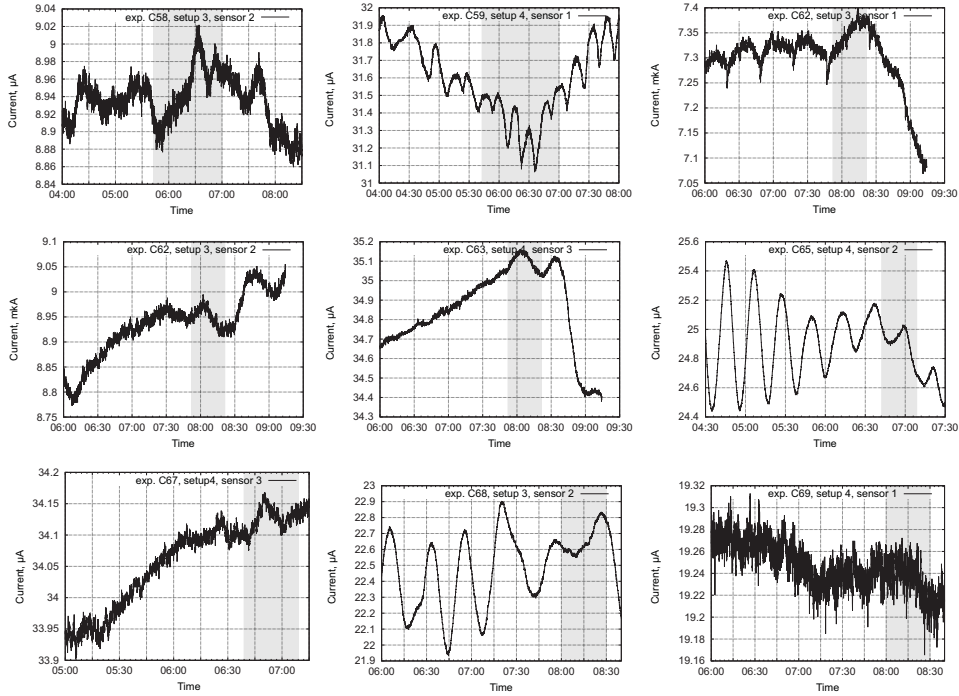 exp. C58, setup 3, sensor 2
Current, μA
9.04
9.02
9
8.98
8.96
8.94
8.92
8.9
8.88
8.86
8.84
04:00 05:00 06:00 07:00 08:00
Time
exp. C59, setup 4, sensor 1
Current, μA
32
31.9
31.8
31.7
31.6
31.5
31.4
31.3
31.2
31.1
31
04:00 04:30 05:00 05:30 06:00 06:30 07:00 07:30 08:00
Time
exp. C62, setup 3, sensor 1
Current, mkA
7.4
7.35
7.3
7.25
7.2
7.15
7.1
7.05
06:00 06:30 07:00 07:30 08:00 08:30 09:00 09:30
Time
exp. C62, setup 3, sensor 2
Current, mkA
9.1
9.05
9
8.95
8.9
8.85
8.8
8.75
06:00 06:30 07:00 07:30 08:00 08:30 09:00 09:30
Time
exp. C63, setup 4, sensor 3
Current, μA
35.2
35.1
35
34.9
34.8
34.7
34.6
34.5
34.4
34.3
06:00 06:30 07:00 07:30 08:00 08:30 09:00 09:30
Time
exp. C65, setup 4, sensor 2
Current, μA
25.6
25.4
25.2
25
24.8
24.6
24.4
04:30 05:00 05:30 06:00 06:30 07:00 07:30
Time
exp. C67, setup4, sensor 3
Current, μA
34.2
34.15
34.1
34.05
34
33.95
33.9
05:00 05:30 06:00 06:30 07:00
Time
exp. C68, setup 3, sensor 2
Current, μA
23
22.9
22.8
22.7
22.6
22.5
22.4
22.3
22.2
22.1
22
21.9
06:00 06:30 07:00 07:30 08:00 08:30
Time
exp. C69, setup 4, sensor 1
Current, μA
19.32
19.3
19.28
19.26
19.24
19.22
19.2
19.18
19.16
06:00 06:30 07:00 07:30 08:00 08:30
Time